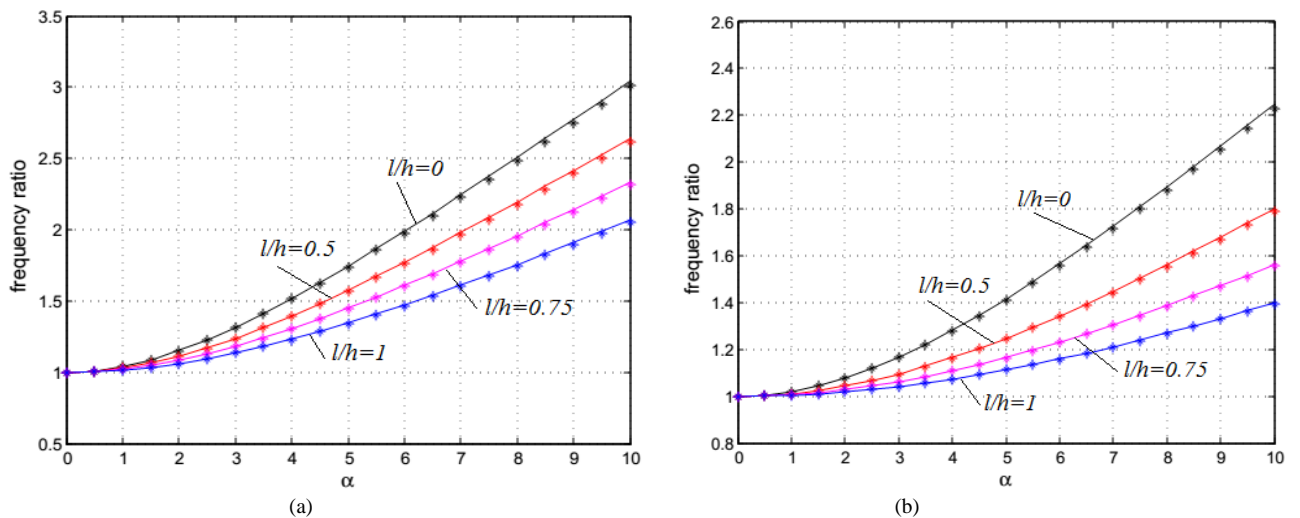 3.5
3
2.5
2
1.5
1
0.5
frequency ratio
l/h=0
l/h=0.5
l/h=0.75
l/h=1
0 1 2 3 4 5 6 7 8 9 10
α
(a)
2.6
2.4
2.2
2
1.8
1.6
1.4
1.2
1
0.8
frequency ratio
l/h=0
l/h=0.5
l/h=0.75
l/h=1
0 1 2 3 4 5 6 7 8 9 10
α
(b)